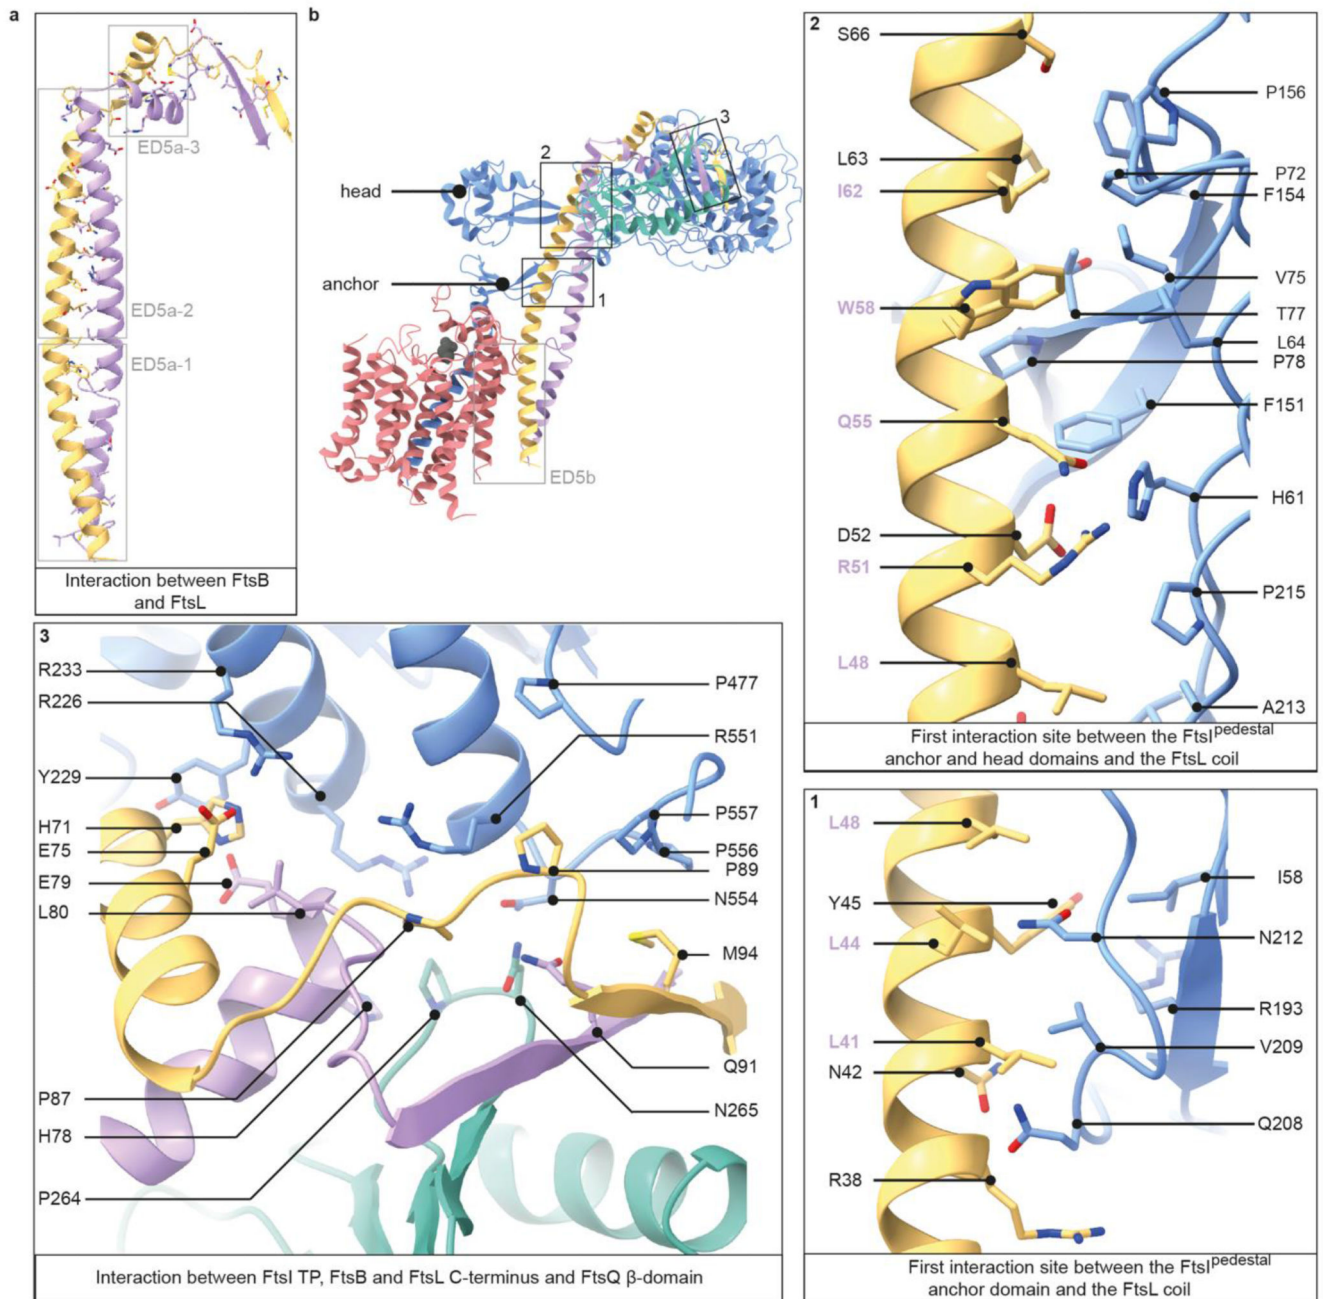 a
ED5a-3
ED5a-2
ED5a-1
Interaction between FtsB
and FtsL
b
head
anchor
2
3
1
ED5b
2
S66
L63
I62
W58
Q55
D52
R51
L48
P156
P72
F154
V75
T77
L64
P78
F151
H61
P215
A213
First interaction site between the FtsI^pedestal
anchor and head domains and the FtsL coil
3
R233
R226
Y229
H71
E75
E79
L80
P87
H78
P264
P477
R551
P557
P556
P89
N554
M94
Q91
N265
Interaction between FtsI TP, FtsB and FtsL C-terminus and FtsQ β-domain
1
L48
Y45
L44
L41
N42
R38
I58
N212
R193
V209
Q208
First interaction site between the FtsI^pedestal
anchor domain and the FtsL coil